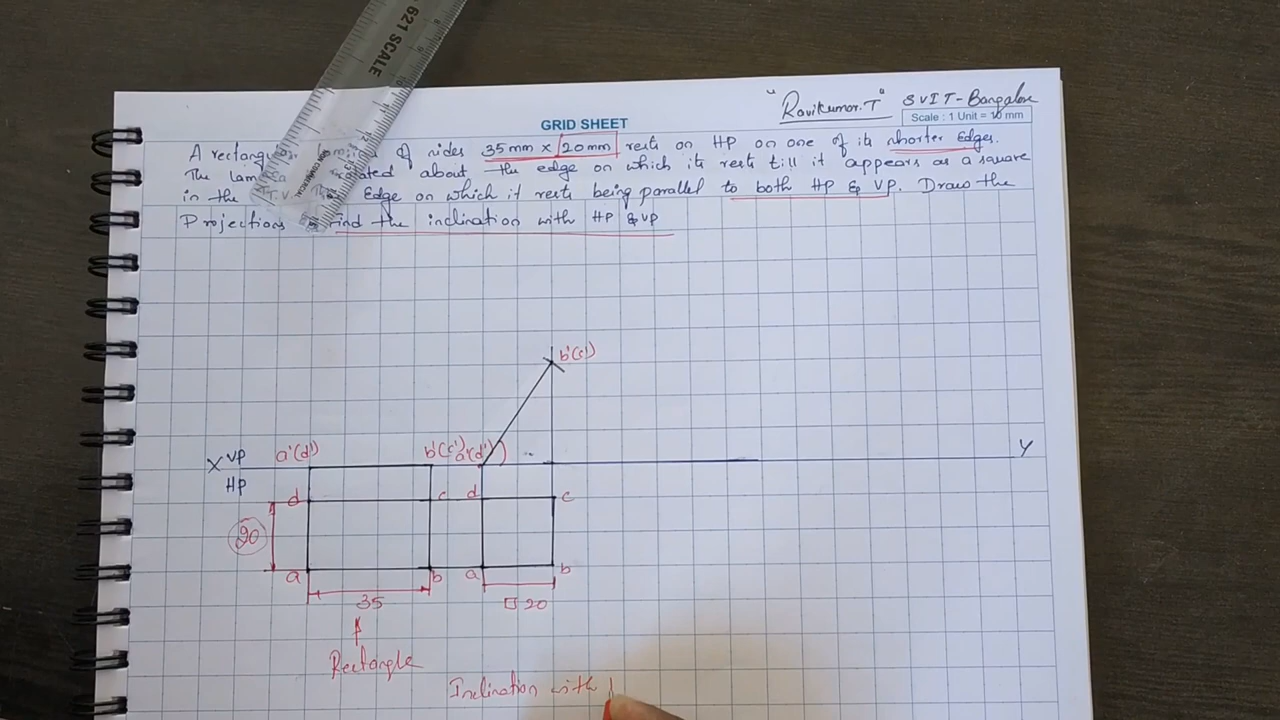 621 SCALE
"Ravikumar.T" SVIT-Bangalore
GRID SHEET
Scale : 1 Unit = 10 mm
A of sides 35mm x 20mm rests on HP on one of its shorter Edges.
The about the edge on which its rests till it appears as a square
in the T.V. Edge on which it rests being parallel to both HP & VP. Draw the
Projections find the inclination with HP & VP
b'(c')
X VP a'(d') b'(c') a'(d') Y
HP
d c d c
20
a b a b
35 □ 20
Rectangle
Inclination with